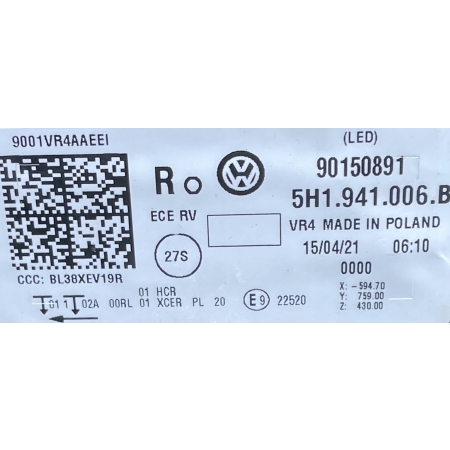 9001VR4AAEEI
(LED)
R
90150891
5H1.941.006.B
ECE RV
VR4 MADE IN POLAND
27S
15/04/21 06:10
0000
CCC: BL38XEV19R
01 HCR
01 1 02A 00RL 01 XCER PL 20 E9 22520
X: -594.70
Y: 759.00
Z: 430.00